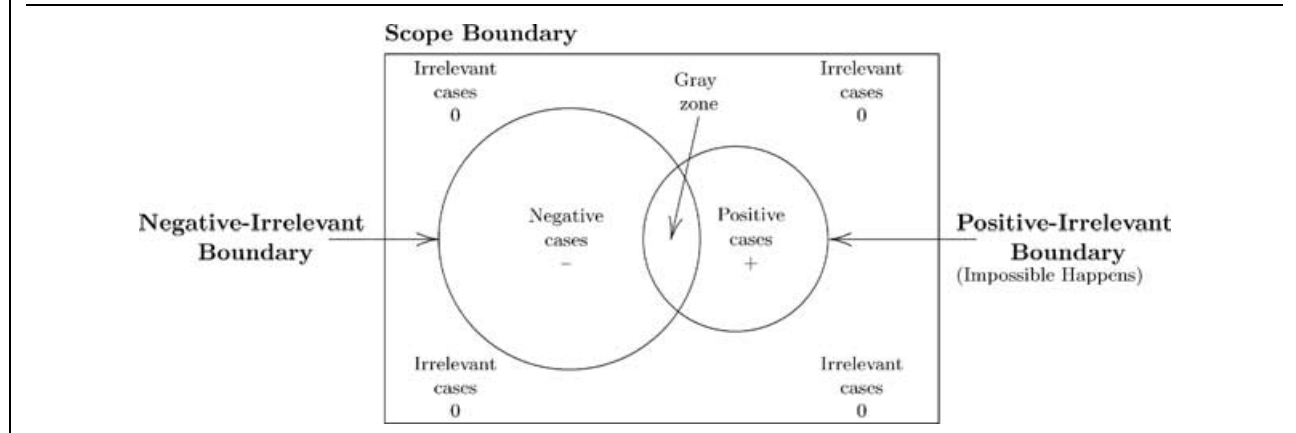 Scope Boundary
Irrelevant
cases
0
Gray
zone
Irrelevant
cases
0
Negative-Irrelevant
Boundary
Negative
cases
–
Positive
cases
+
Positive-Irrelevant
Boundary
(Impossible Happens)
Irrelevant
cases
0
Irrelevant
cases
0